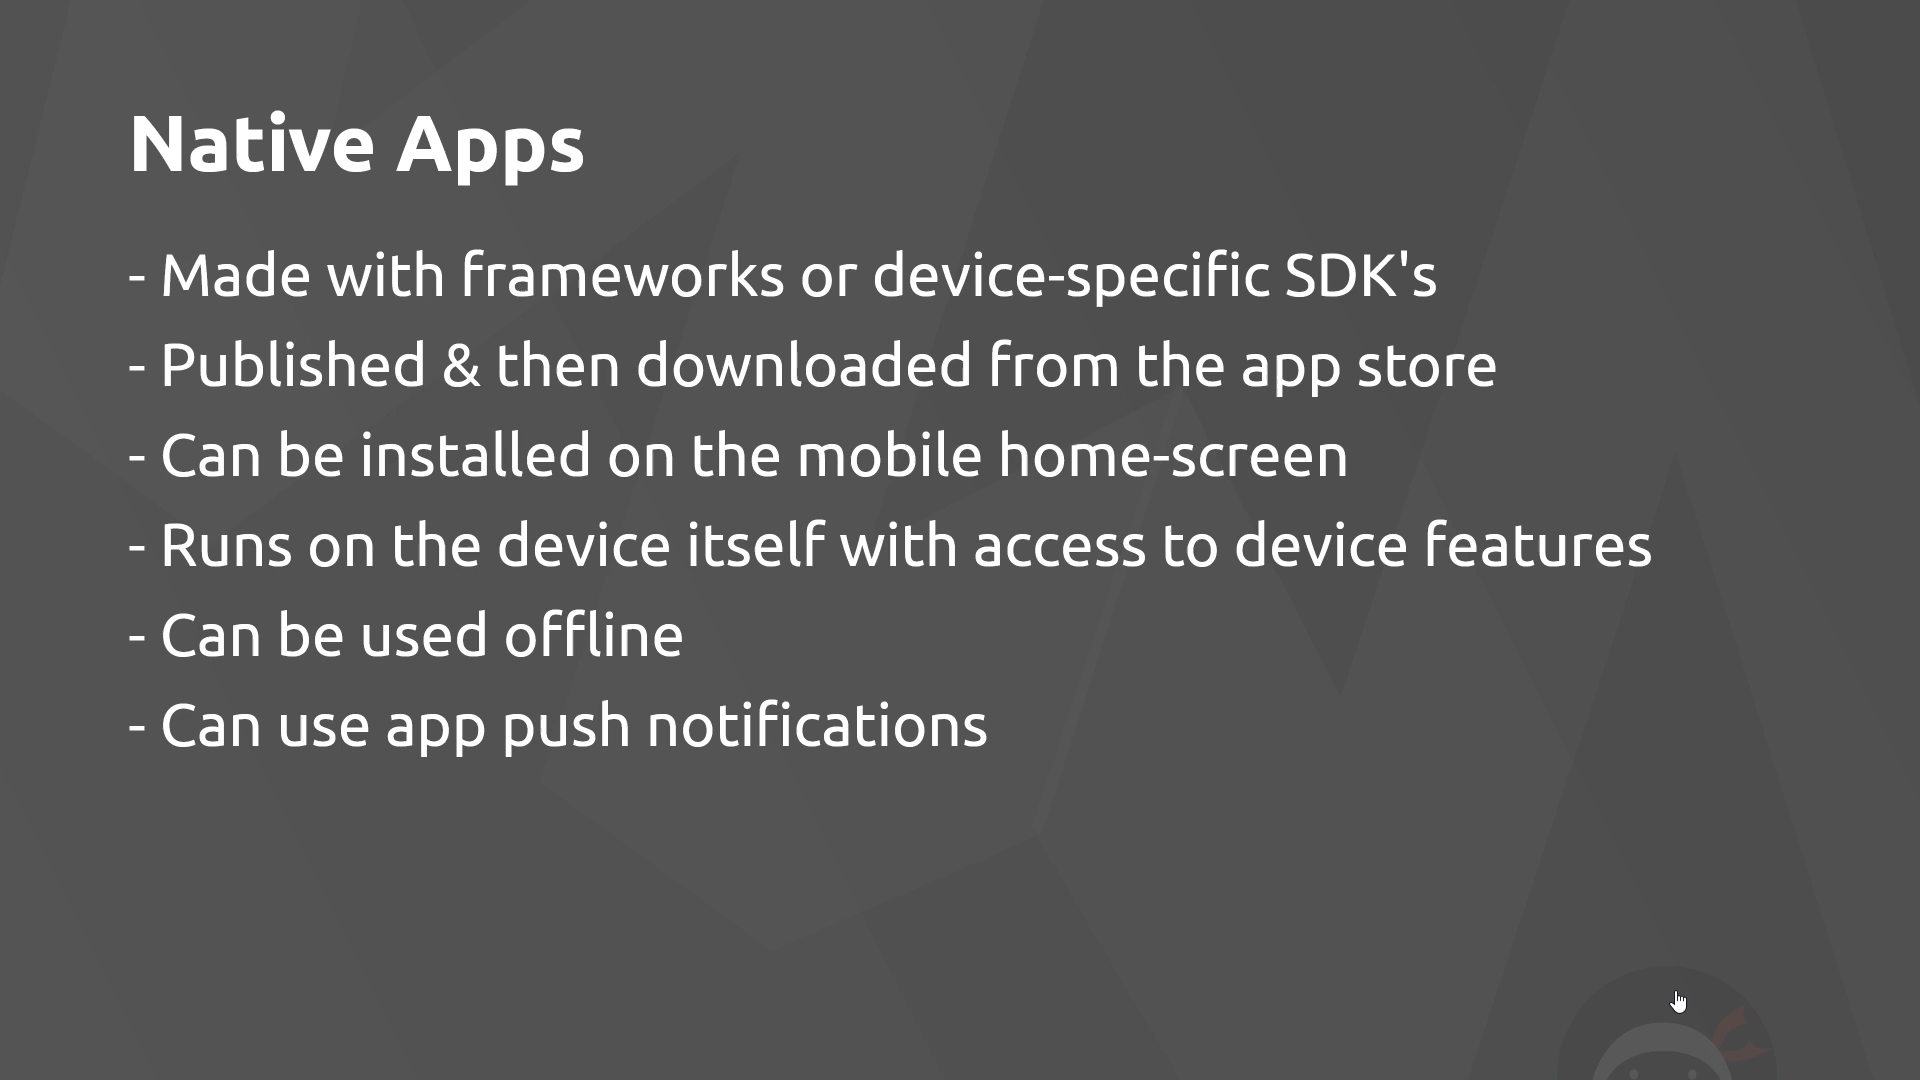 Native Apps
- Made with frameworks or device-specific SDK's
- Published & then downloaded from the app store
- Can be installed on the mobile home-screen
- Runs on the device itself with access to device features
- Can be used offline
- Can use app push notifications